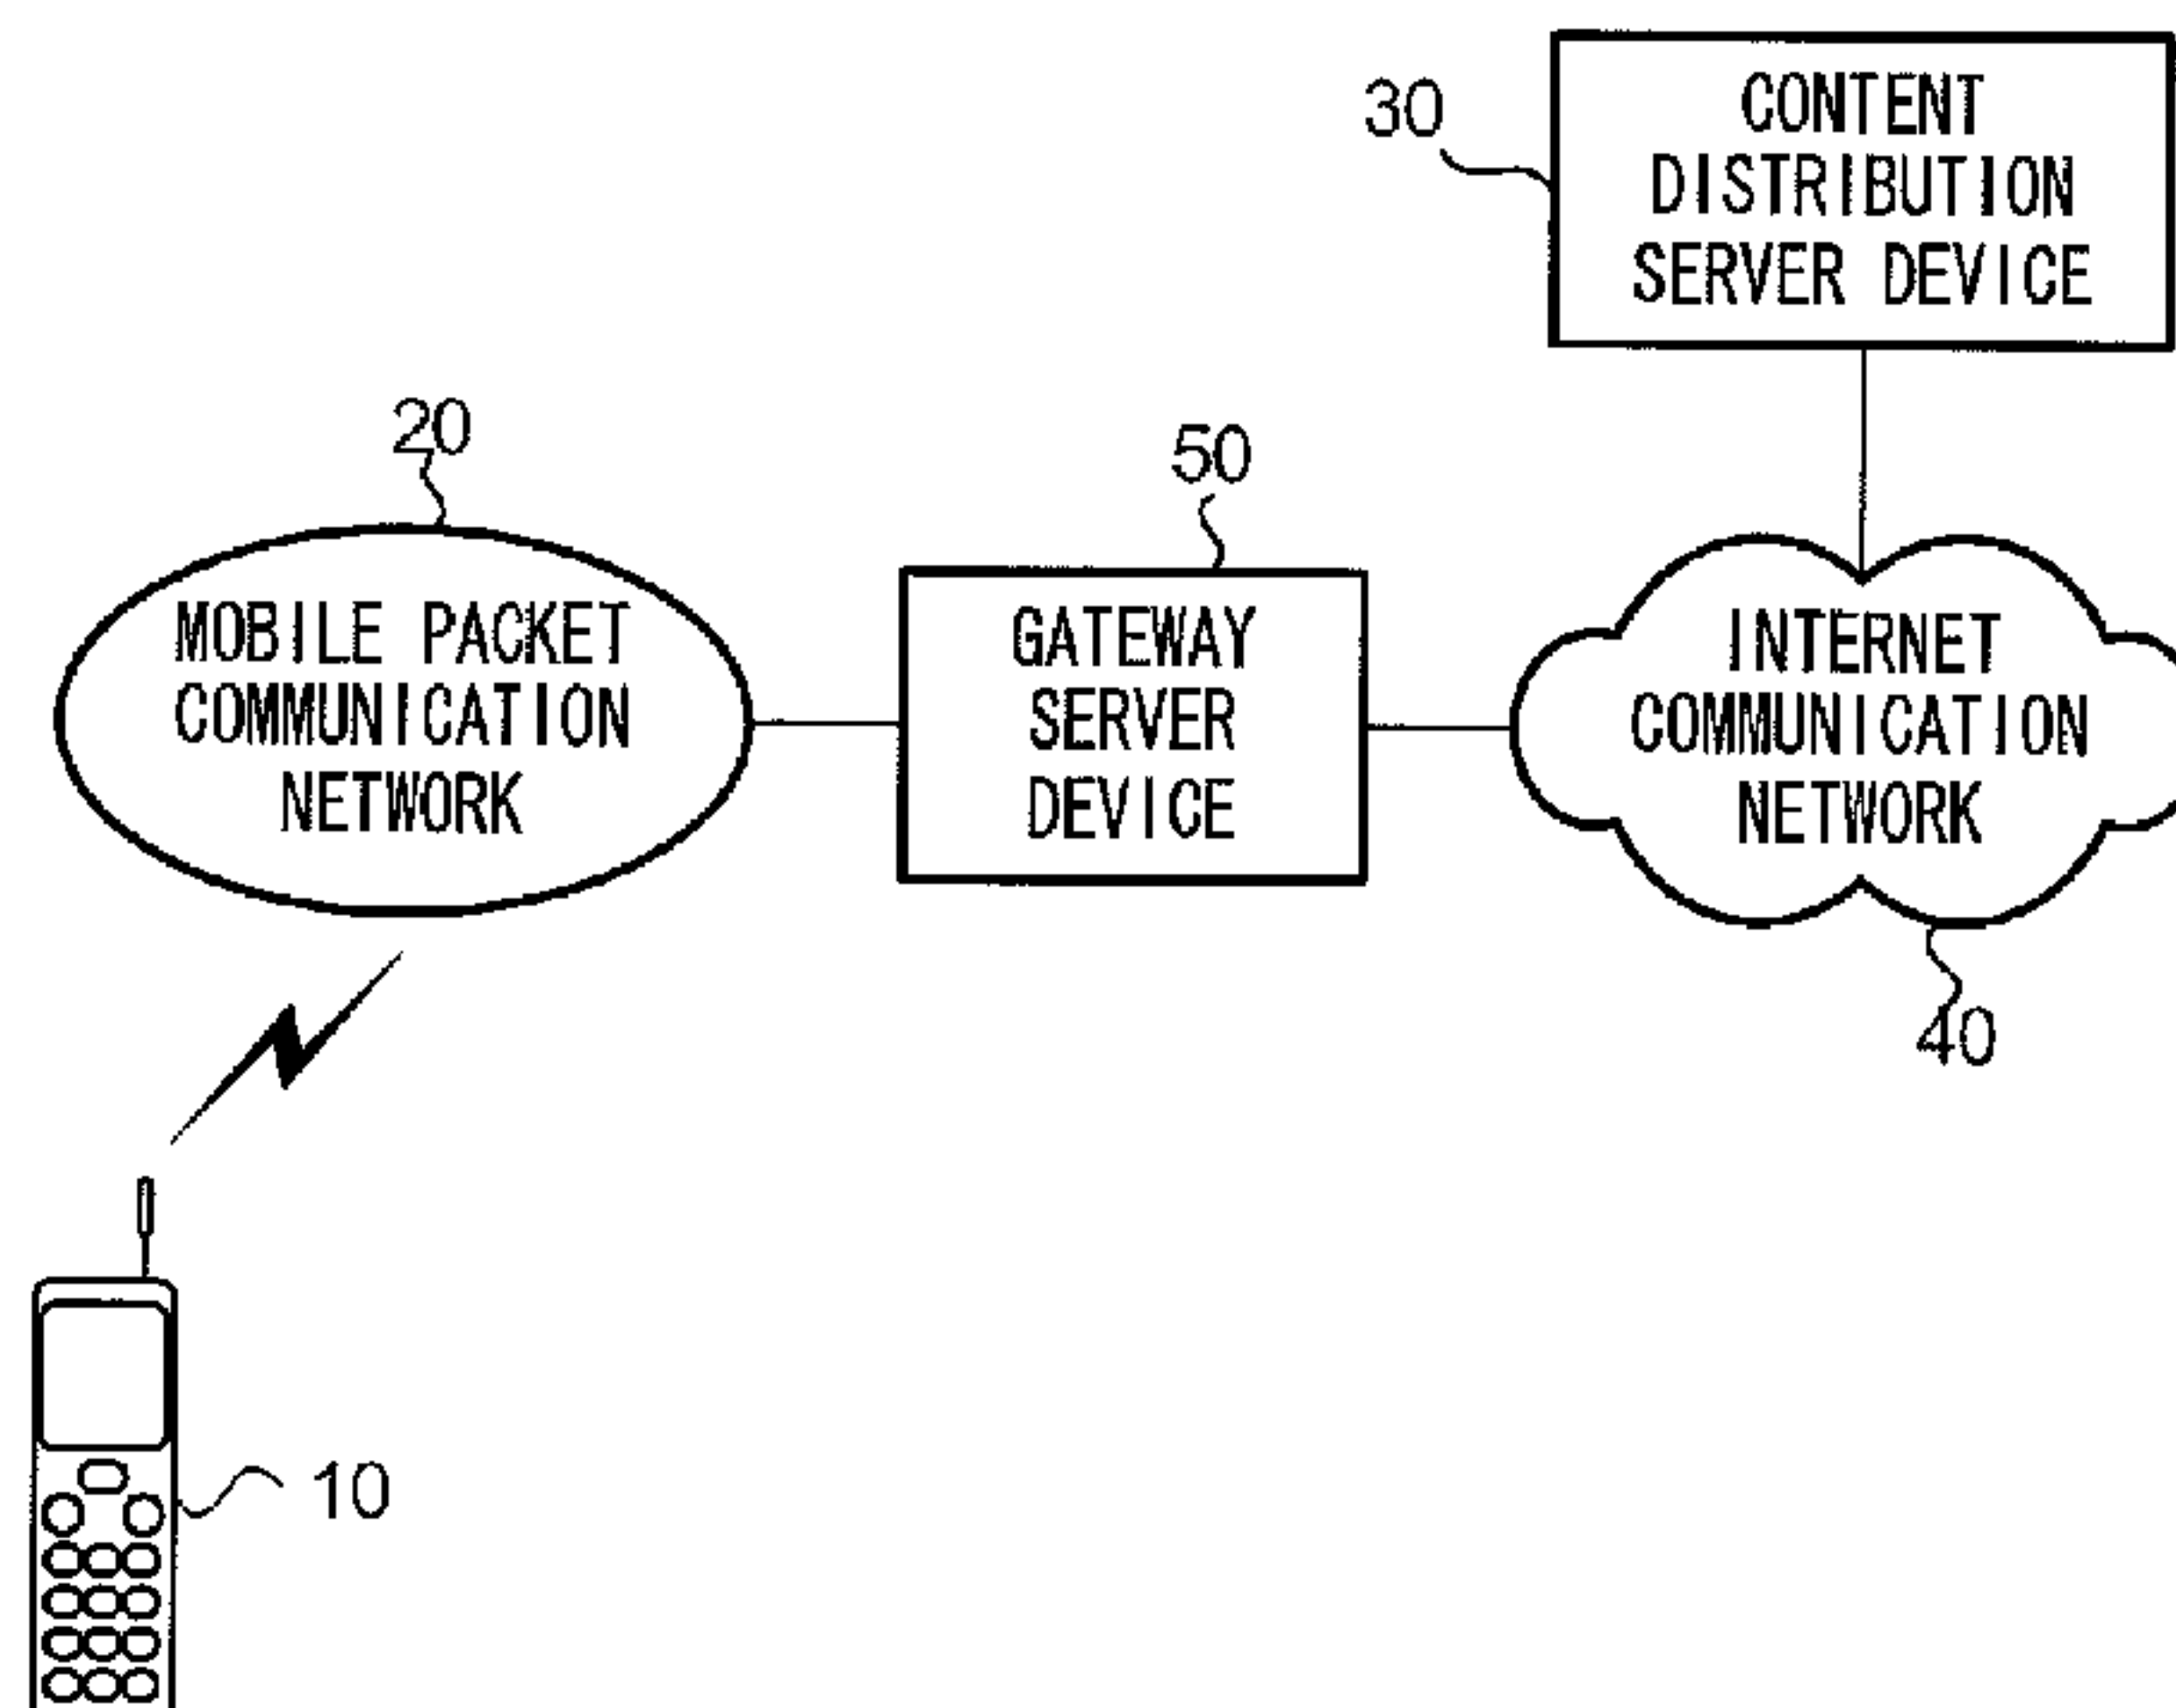 30
CONTENT
DISTRIBUTION
SERVER DEVICE
20
MOBILE PACKET
COMMUNICATION
NETWORK
50
GATEWAY
SERVER
DEVICE
INTERNET
COMMUNICATION
NETWORK
40
10